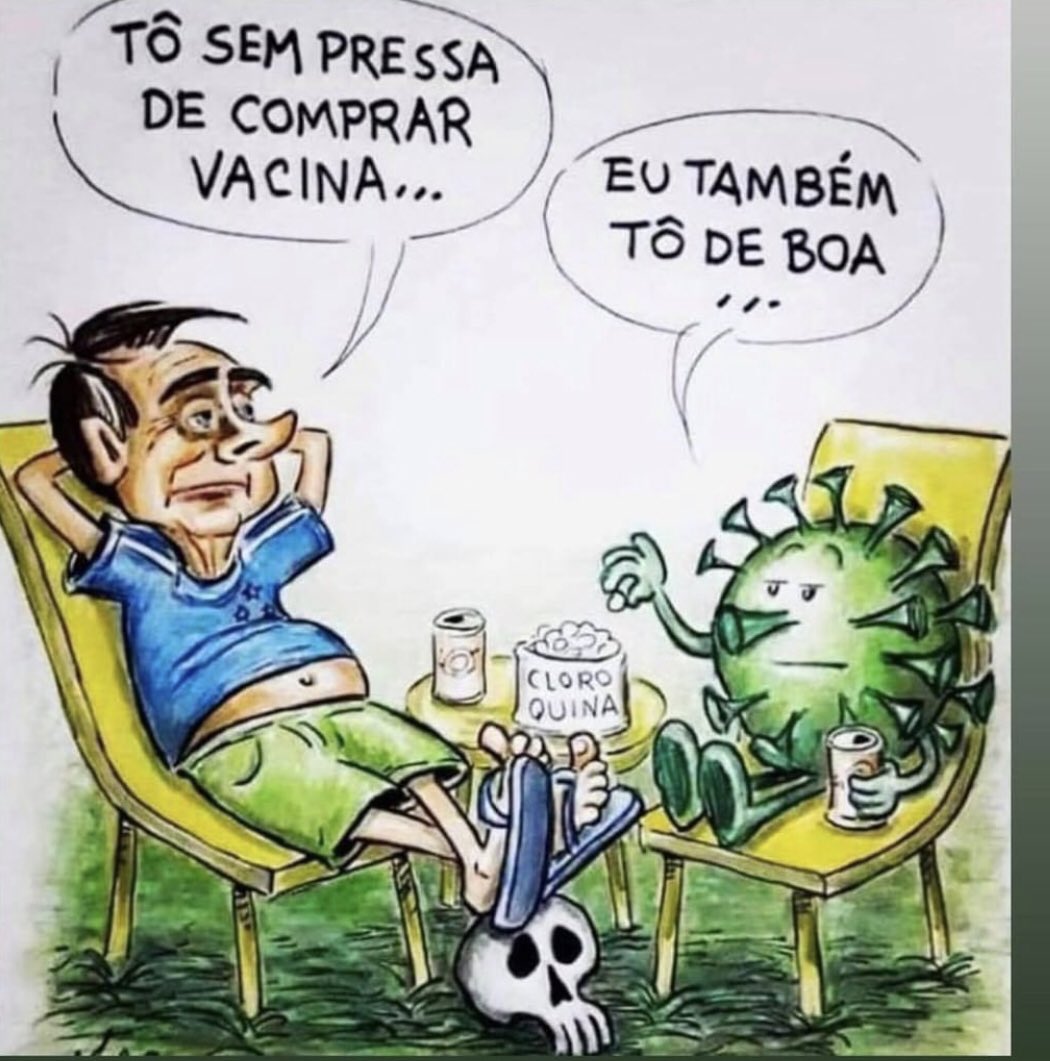 TÔ SEM PRESSA
DE COMPRAR
VACINA...
EU TAMBÉM
TÔ DE BOA
...
CLORO
QUINA